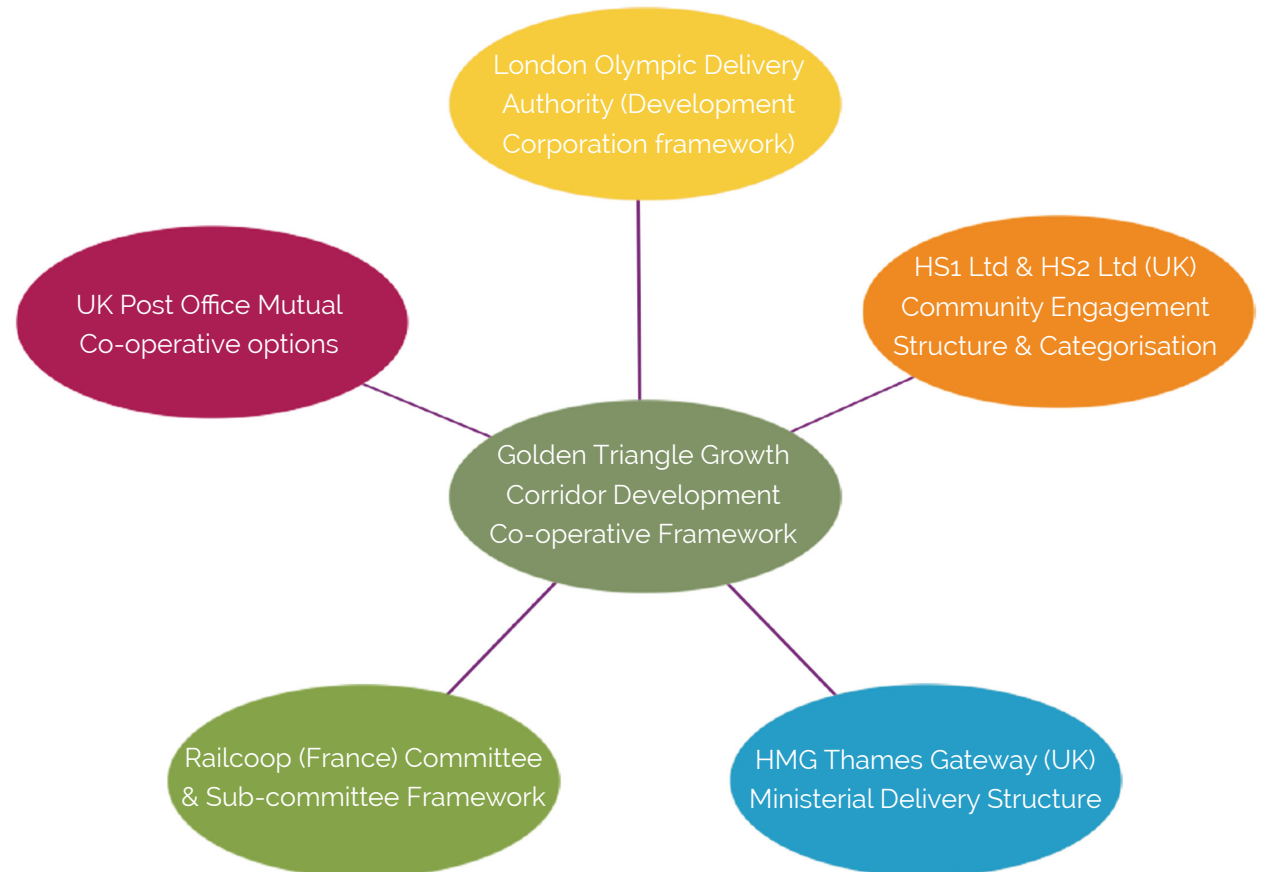 London Olympic Delivery
Authority (Development
Corporation framework)
UK Post Office Mutual
Co-operative options
HS1 Ltd & HS2 Ltd (UK)
Community Engagement
Structure & Categorisation
Golden Triangle Growth
Corridor Development
Co-operative Framework
Railcoop (France) Committee
& Sub-committee Framework
HMG Thames Gateway (UK)
Ministerial Delivery Structure